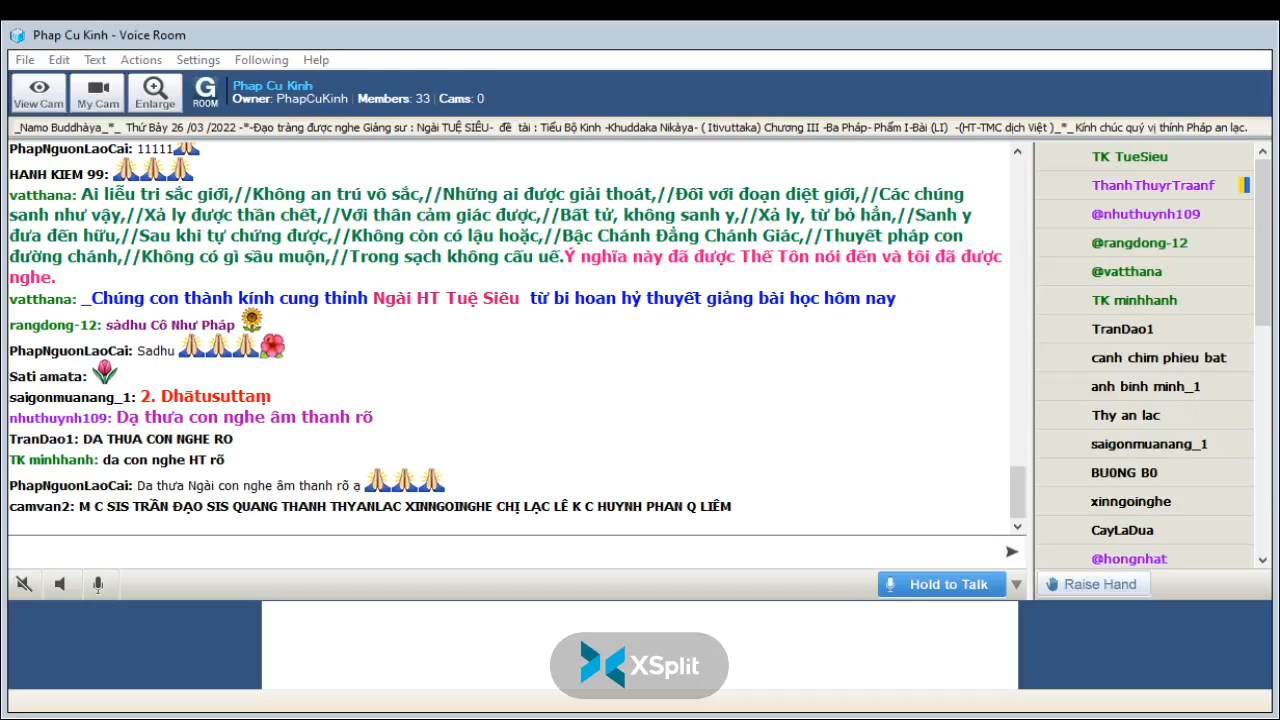 Phap Cu Kinh - Voice Room
File Edit Text Actions Settings Following Help
View Cam My Cam Enlarge G ROOM
Phap Cu Kinh
Owner: PhapCuKinh | Members: 33 | Cams: 0
_Namo Buddhàya_*_ Thứ Bảy 26 /03 /2022 -*-Đạo tràng được nghe Giảng sư : Ngài TUỆ SIÊU- đề tài : Tiểu Bộ Kinh -Khuddaka Nikàya- ( Itivuttaka) Chương III -Ba Pháp- Phẩm I-Bài (LI) -(HT-TMC dịch Việt )_*_ Kính chúc quý vị thính Pháp an lạc.
PhapNguonLaoCai: 11111
HANH KIEM 99:
vatthana: Ai liễu tri sắc giới,//Không an trú vô sắc,//Những ai được giải thoát,//Đối với đoạn diệt giới,//Các chúng
sanh như vậy,//Xả ly được thần chết,//Với thân cảm giác được,//Bất tử, không sanh y,//Xả ly, từ bỏ hẳn,//Sanh y
đưa đến hữu,//Sau khi tự chứng được,//Không còn có lậu hoặc,//Bậc Chánh Đẳng Chánh Giác,//Thuyết pháp con
đường chánh,//Không có gì sầu muộn,//Trong sạch không cấu uế.Ý nghĩa này đã được Thế Tôn nói đến và tôi đã được
nghe.
vatthana: _Chúng con thành kính cung thỉnh Ngài HT Tuệ Siêu từ bi hoan hỷ thuyết giảng bài học hôm nay
rangdong-12: sàdhu Cô Như Pháp
PhapNguonLaoCai: Sadhu
Sati amata:
saigonmuanang_1: 2. Dhātusuttaṃ
nhuthuynh109: Dạ thưa con nghe âm thanh rõ
TranDao1: DA THUA CON NGHE RO
TK minhhanh: da con nghe HT rõ
PhapNguonLaoCai: Da thưa Ngài con nghe âm thanh rõ ạ
camvan2: M C SIS TRẦN ĐẠO SIS QUANG THANH THYANLAC XINNGOINGHE CHỊ LẠC LÊ K C HUYNH PHAN Q LIÊM
Hold to Talk
TK TueSieu
ThanhThuyrTraanf
@nhuthuynh109
@rangdong-12
@vatthana
TK minhhanh
TranDao1
canh chim phieu bat
anh binh minh_1
Thy an lac
saigonmuanang_1
BU0NG B0
xinngoinghe
CayLaDua
@hongnhat
Raise Hand
XSplit